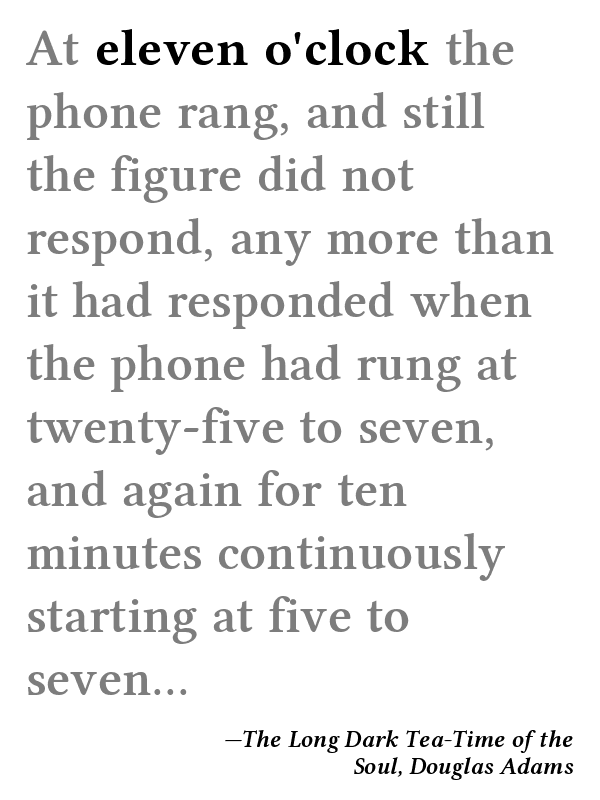 At eleven o'clock the
phone rang, and still
the figure did not
respond, any more than
it had responded when
the phone had rung at
twenty-five to seven,
and again for ten
minutes continuously
starting at five to
seven...
—The Long Dark Tea-Time of the
Soul, Douglas Adams